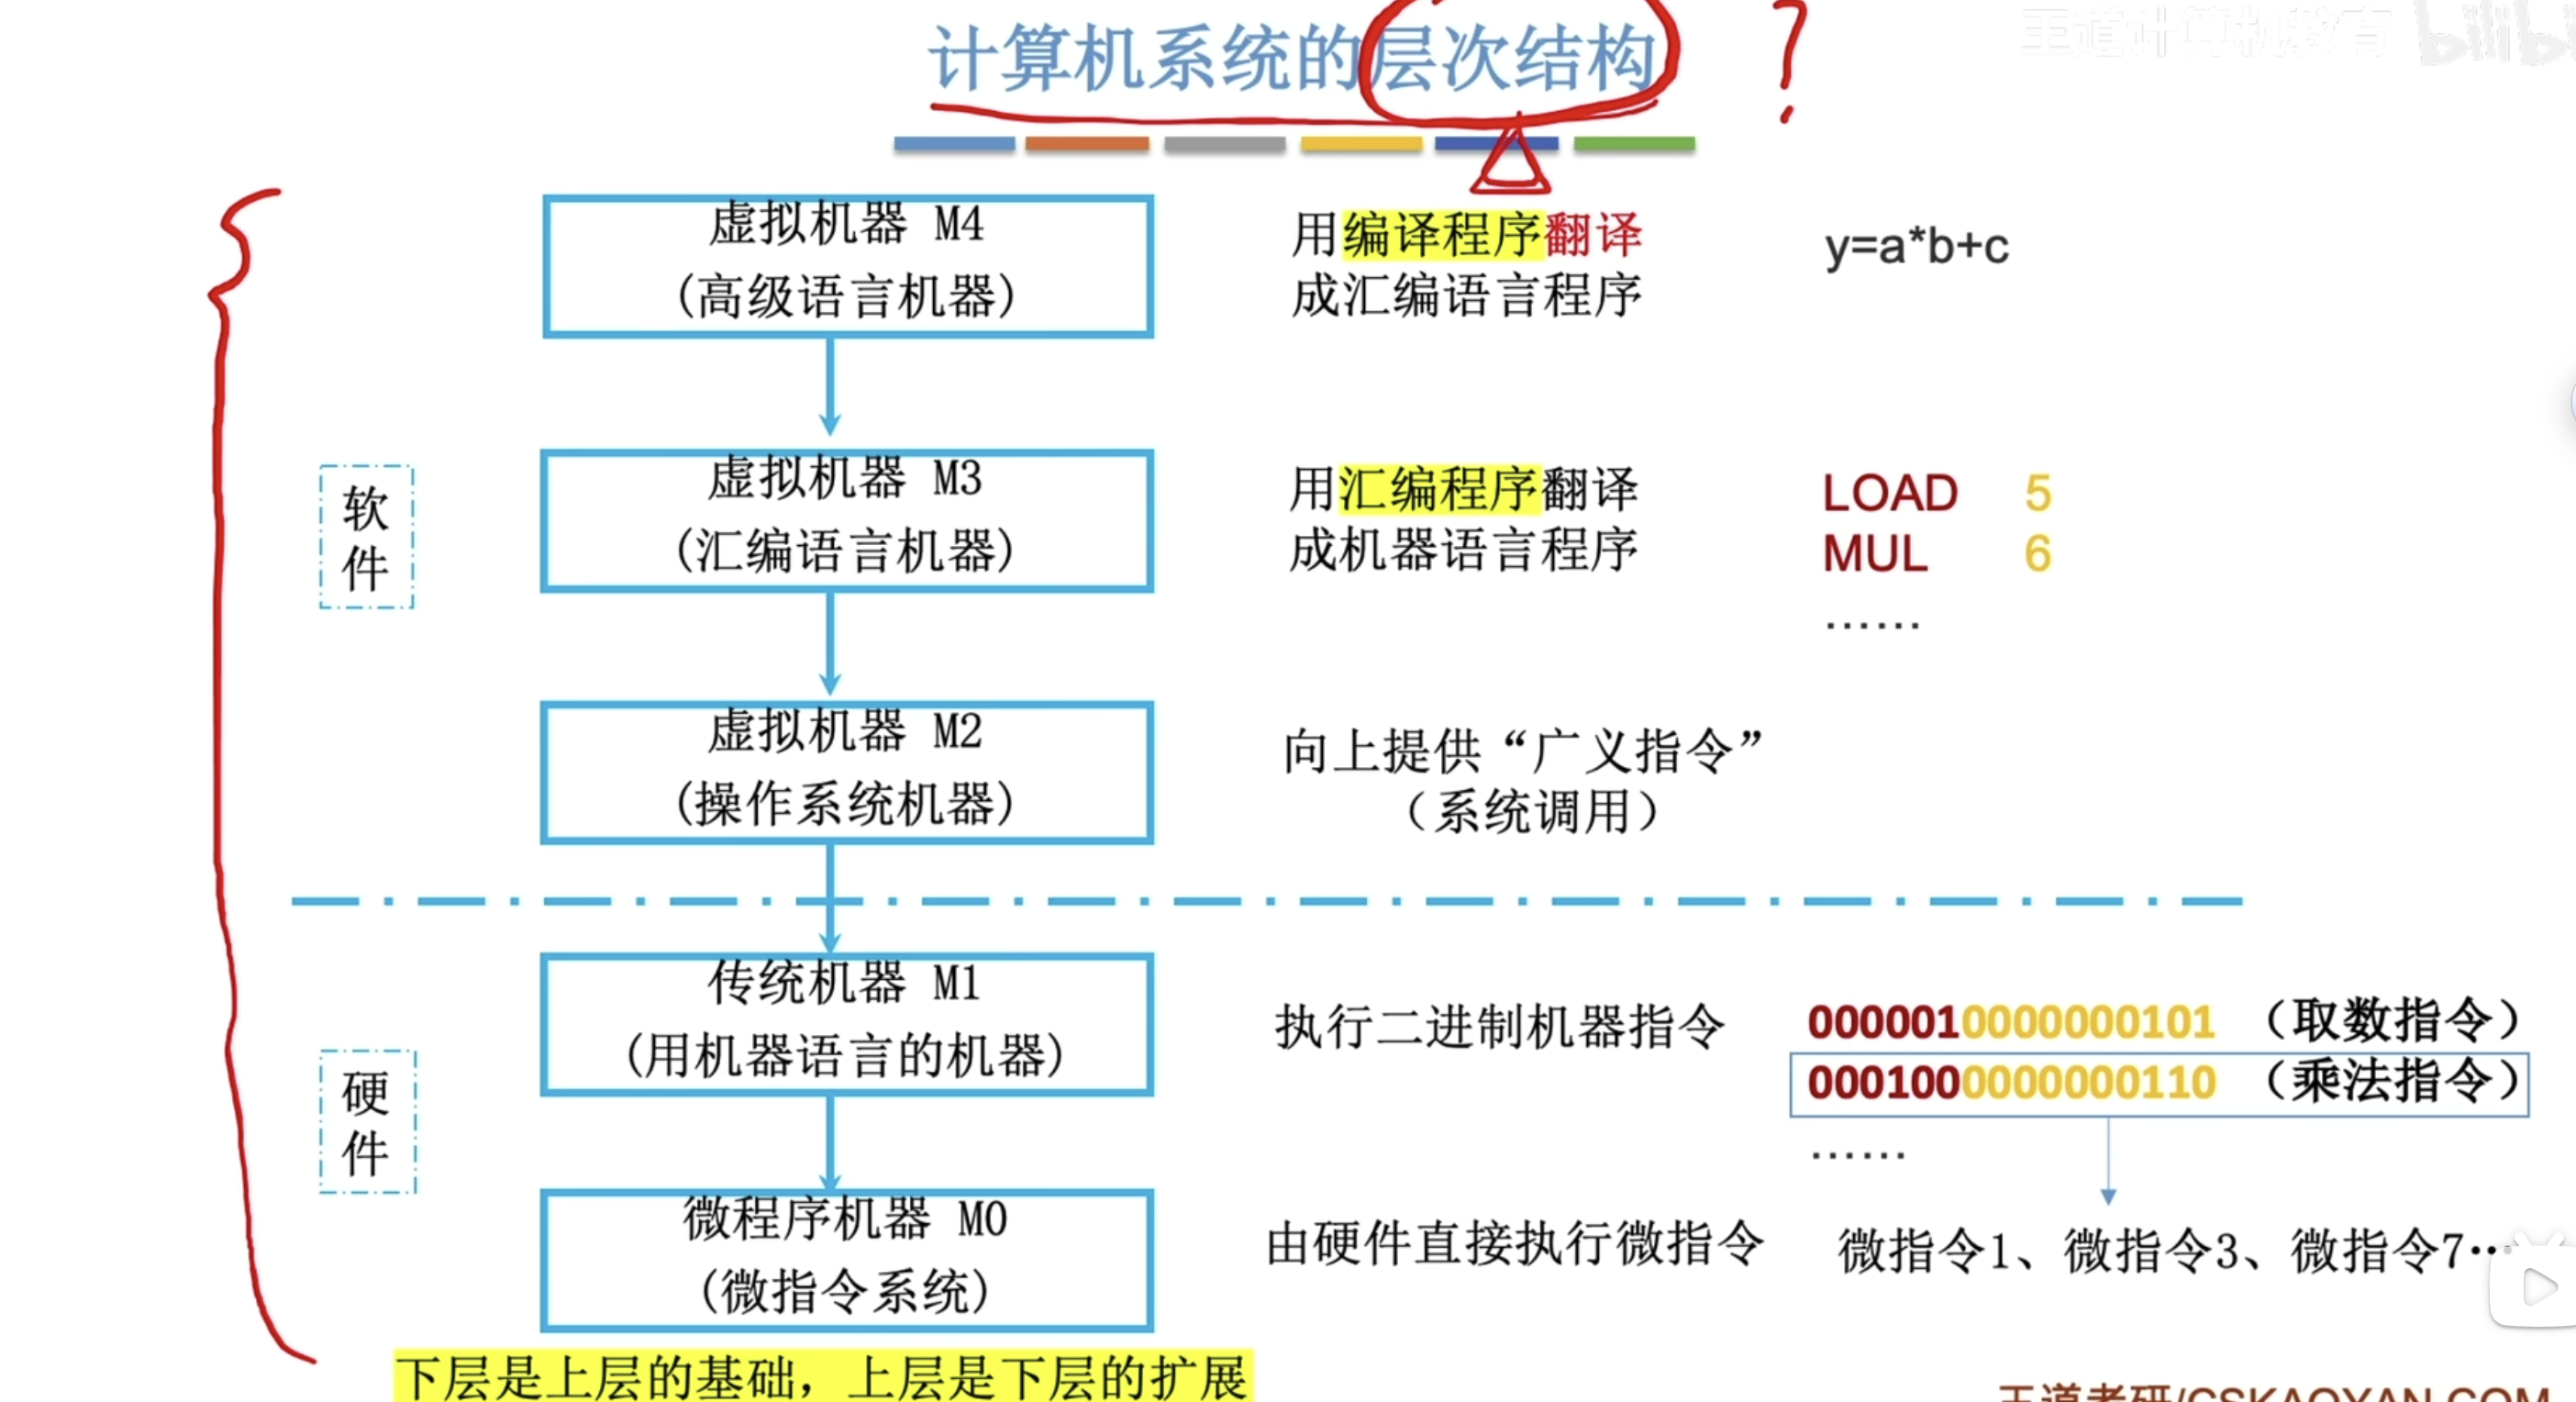 计算机系统的层次结构
?
王道计算机教育
虚拟机器 M4
(高级语言机器)
用编译程序翻译
成汇编语言程序
y=a*b+c
虚拟机器 M3
(汇编语言机器)
用汇编程序翻译
成机器语言程序
LOAD 5
MUL 6
……
软
件
虚拟机器 M2
(操作系统机器)
向上提供“广义指令”
（系统调用）
传统机器 M1
(用机器语言的机器)
执行二进制机器指令
0000010000000101 （取数指令）
0001000000000110 （乘法指令）
……
硬
件
微程序机器 M0
(微指令系统)
由硬件直接执行微指令
微指令1、微指令3、微指令7…
下层是上层的基础，上层是下层的扩展
王道考研/CSKAOYAN.COM